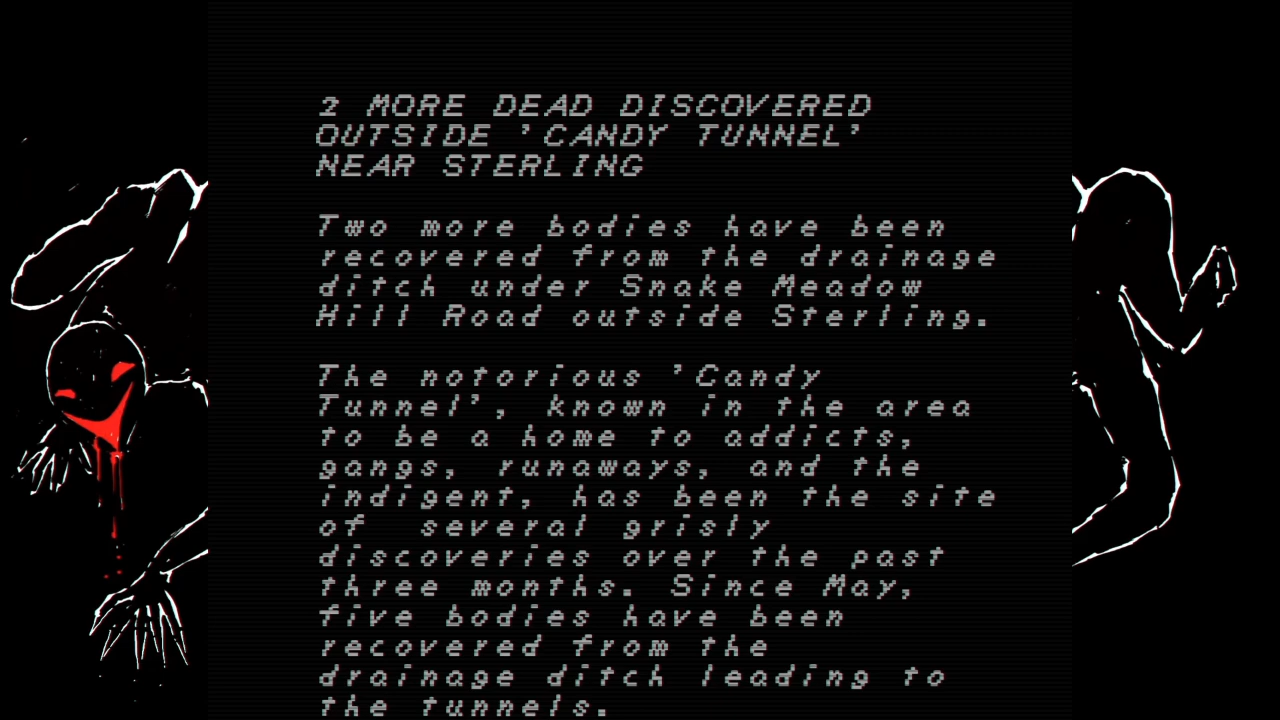 2 MORE DEAD DISCOVERED
OUTSIDE 'CANDY TUNNEL'
NEAR STERLING
Two more bodies have been
recovered from the drainage
ditch under Snake Meadow
Hill Road outside Sterling.
The notorious 'Candy
Tunnel', known in the area
to be a home to addicts,
gangs, runaways, and the
indigent, has been the site
of several grisly
discoveries over the past
three months. Since May,
five bodies have been
recovered from the
drainage ditch leading to
the tunnels.